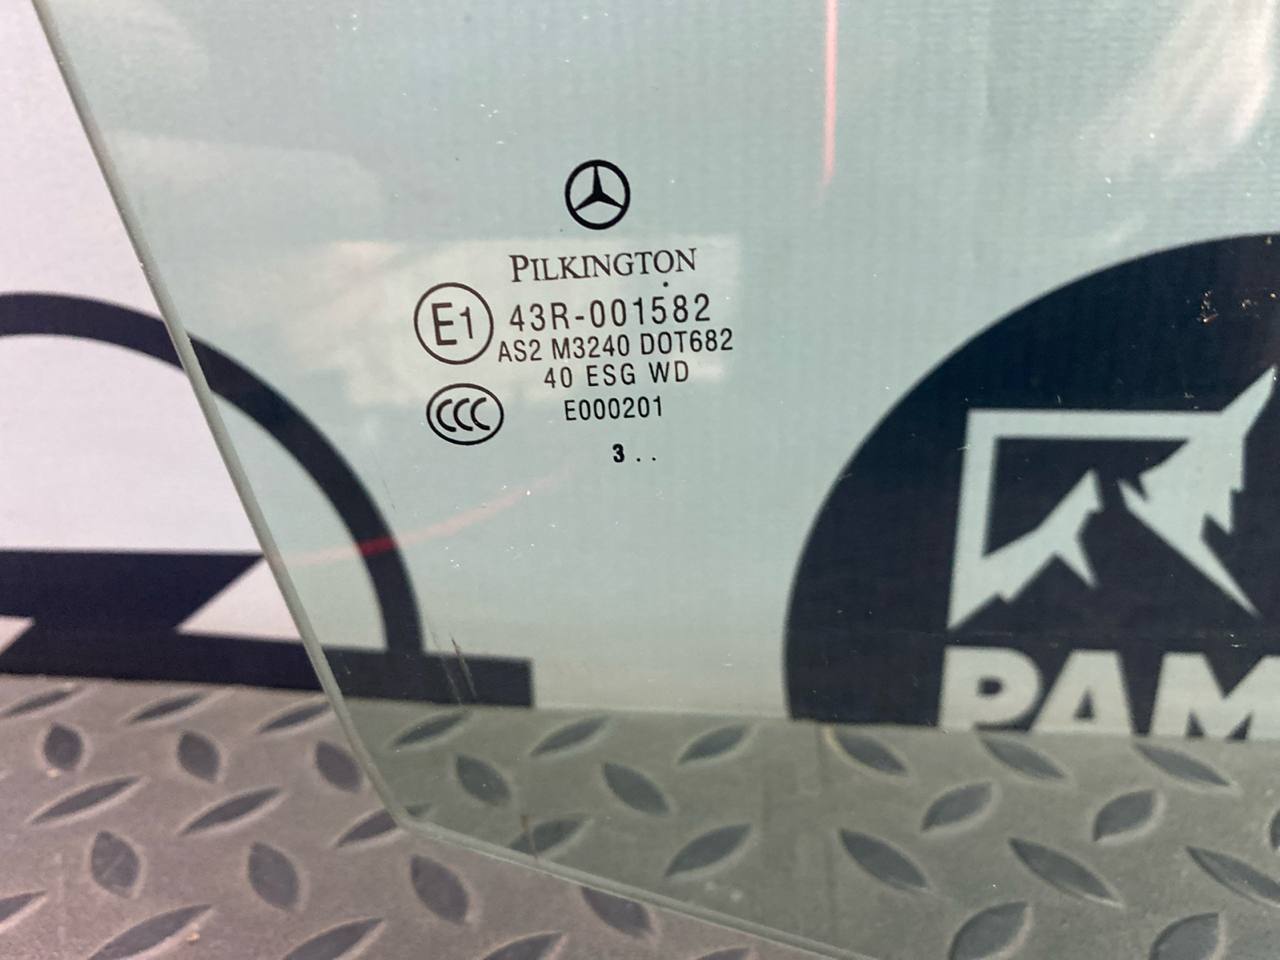 PILKINGTON
E1 43R-001582
AS2 M3240 DOT682
40 ESG WD
CCC E000201
3 . .
PAM